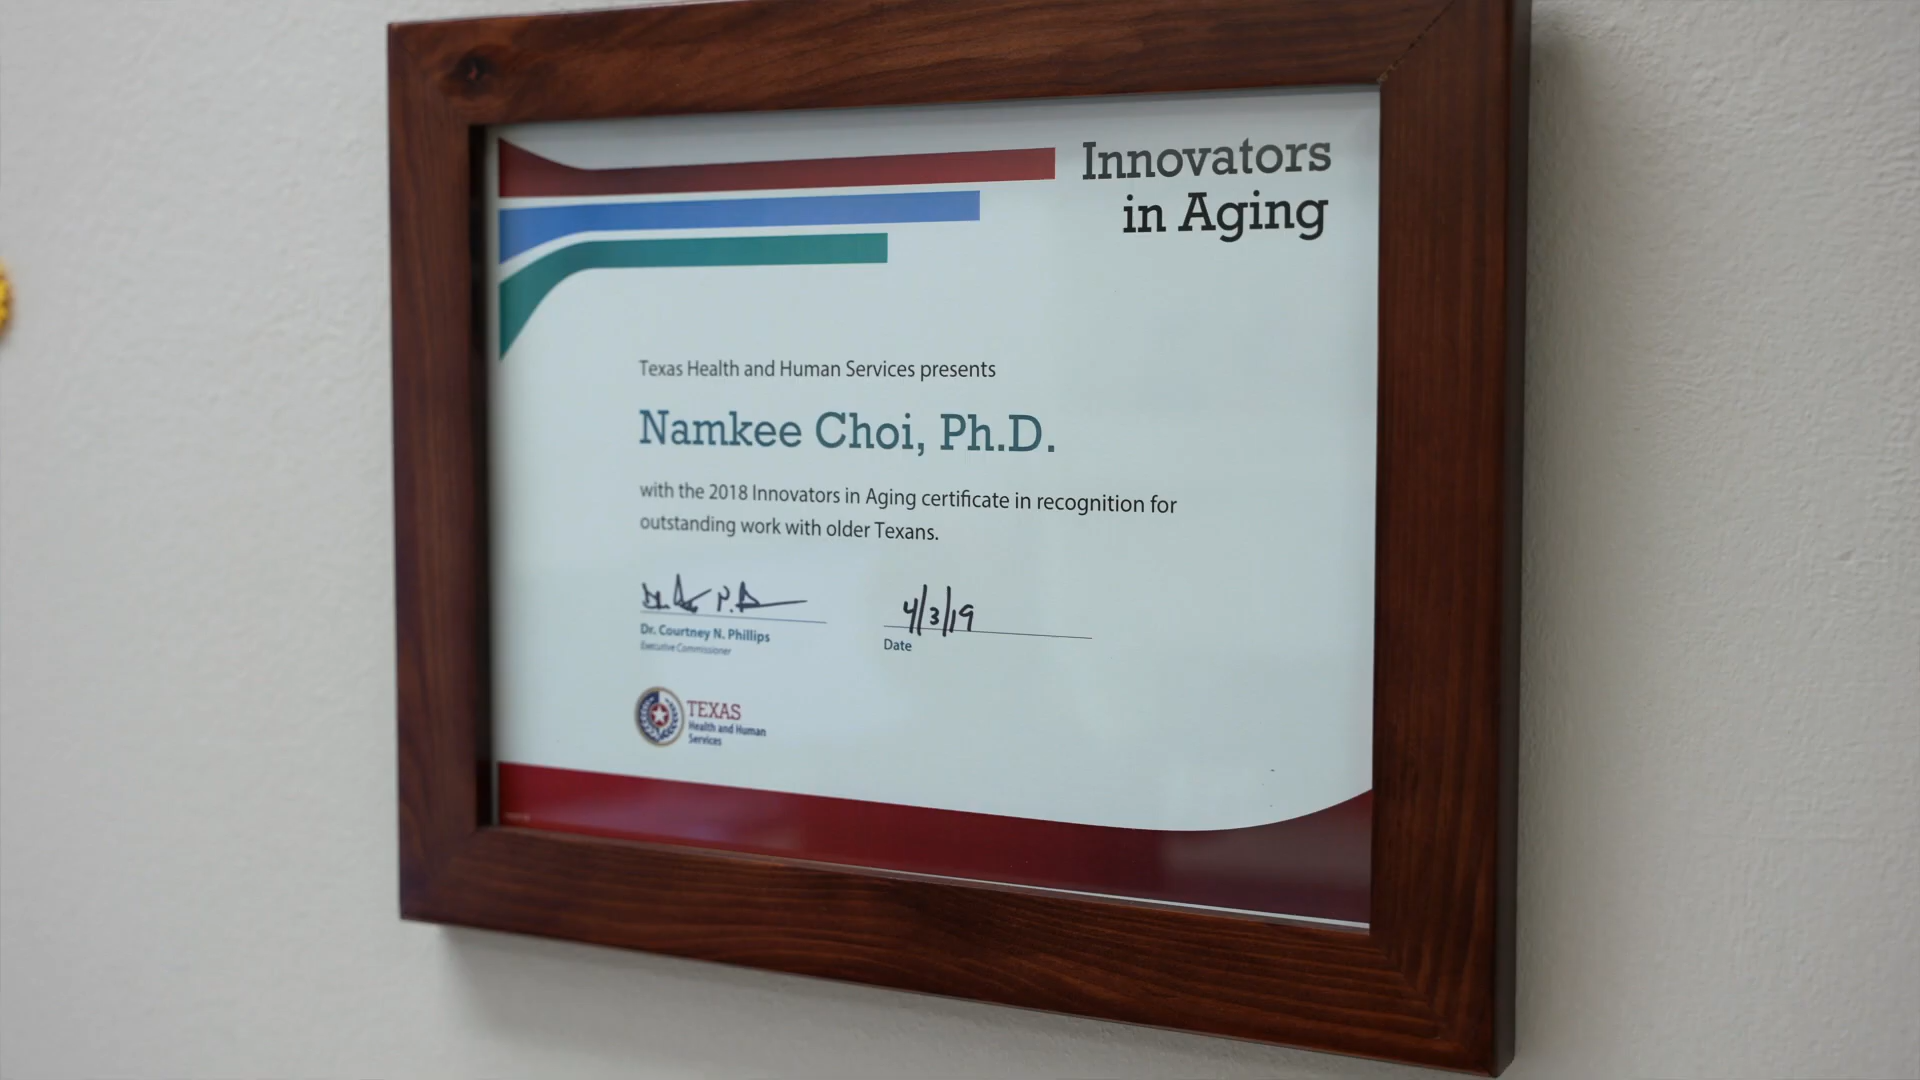 Innovators
in Aging
Texas Health and Human Services presents
Namkee Choi, Ph.D.
with the 2018 Innovators in Aging certificate in recognition for
outstanding work with older Texans.
4/3/19
Dr. Courtney N. Phillips
Executive Commissioner
Date
TEXAS
Health and Human
Services